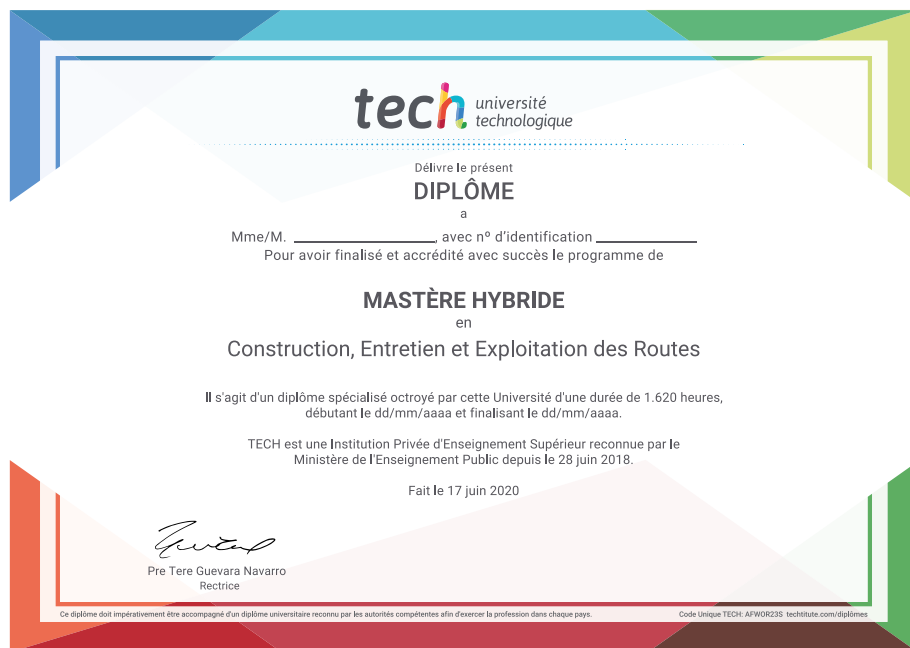 tech université
technologique
Délivre le présent
DIPLÔME
a
Mme/M. ____________, avec nº d'identification ____________
Pour avoir finalisé et accrédité avec succès le programme de
MASTÈRE HYBRIDE
en
Construction, Entretien et Exploitation des Routes
Il s'agit d'un diplôme spécialisé octroyé par cette Université d'une durée de 1.620 heures,
débutant le dd/mm/aaaa et finalisant le dd/mm/aaaa.
TECH est une Institution Privée d'Enseignement Supérieur reconnue par le
Ministère de l'Enseignement Public depuis le 28 juin 2018.
Fait le 17 juin 2020
Pre Tere Guevara Navarro
Rectrice
Ce diplôme doit impérativement être accompagné d'un diplôme universitaire reconnu par les autorités compétentes afin d'exercer la profession dans chaque pays.
Code Unique TECH: AFWOR23S techtitute.com/diplômes